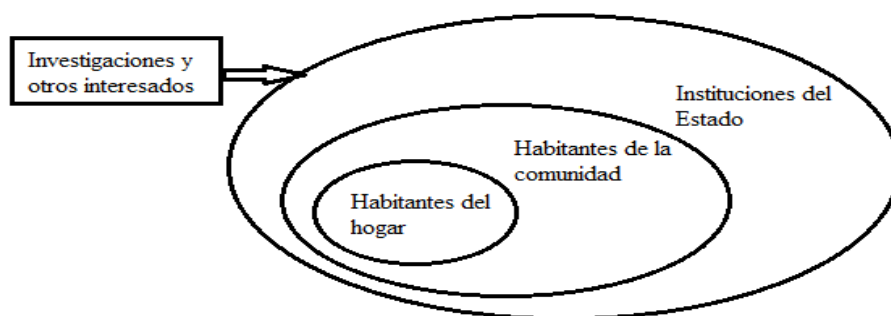 Investigaciones y
otros interesados
Instituciones del
Estado
Habitantes de la
comunidad
Habitantes del
hogar